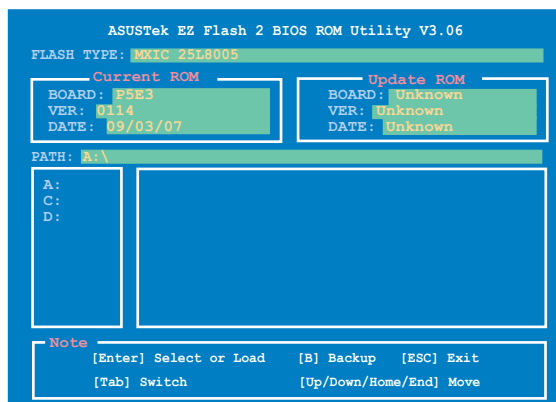 ASUSTek EZ Flash 2 BIOS ROM Utility V3.06
FLASH TYPE: MXIC 25L8005
Current ROM
BOARD: P5E3
VER: 0114
DATE: 09/03/07
Update ROM
BOARD: Unknown
VER: Unknown
DATE: Unknown
PATH: A:\
A:
C:
D:
Note
[Enter] Select or Load [B] Backup [ESC] Exit
[Tab] Switch [Up/Down/Home/End] Move